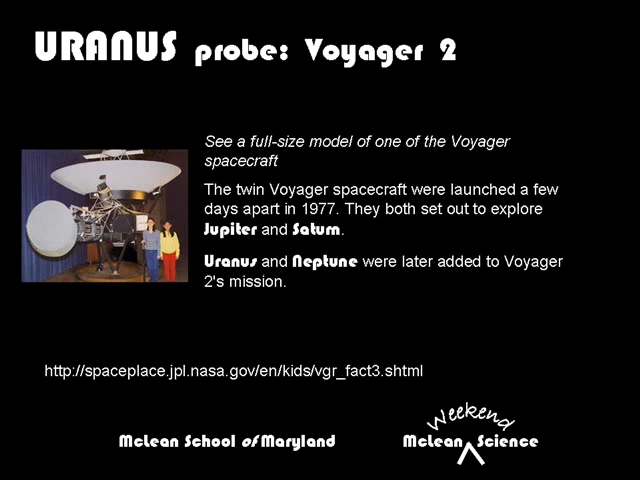 URANUS probe: Voyager 2
See a full-size model of one of the Voyager
spacecraft
The twin Voyager spacecraft were launched a few
days apart in 1977. They both set out to explore
Jupiter and Saturn.
Uranus and Neptune were later added to Voyager
2's mission.
http://spaceplace.jpl.nasa.gov/en/kids/vgr_fact3.shtml
McLean School of Maryland
Weekend
McLean Science